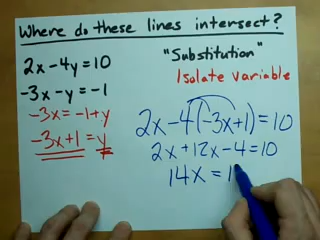 Where do these lines intersect?
2x-4y=10
-3x-y=-1
-3x=-1+y
-3x+1=y
"Substitution"
Isolate variable
2x-4(-3x+1)=10
2x+12x-4=10
14x=1